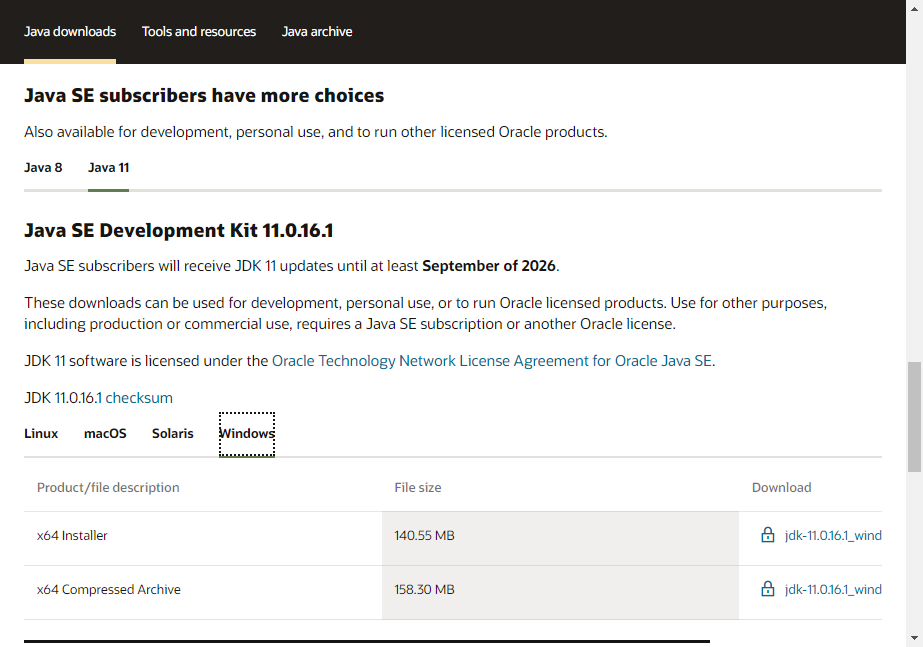 Java downloads Tools and resources Java archive
Java SE subscribers have more choices
Also available for development, personal use, and to run other licensed Oracle products.
Java 8 Java 11
Java SE Development Kit 11.0.16.1
Java SE subscribers will receive JDK 11 updates until at least September of 2026.
These downloads can be used for development, personal use, or to run Oracle licensed products. Use for other purposes,
including production or commercial use, requires a Java SE subscription or another Oracle license.
JDK 11 software is licensed under the Oracle Technology Network License Agreement for Oracle Java SE.
JDK 11.0.16.1 checksum
Linux macOS Solaris Windows
Product/file description File size Download
x64 Installer 140.55 MB jdk-11.0.16.1_wind
x64 Compressed Archive 158.30 MB jdk-11.0.16.1_wind